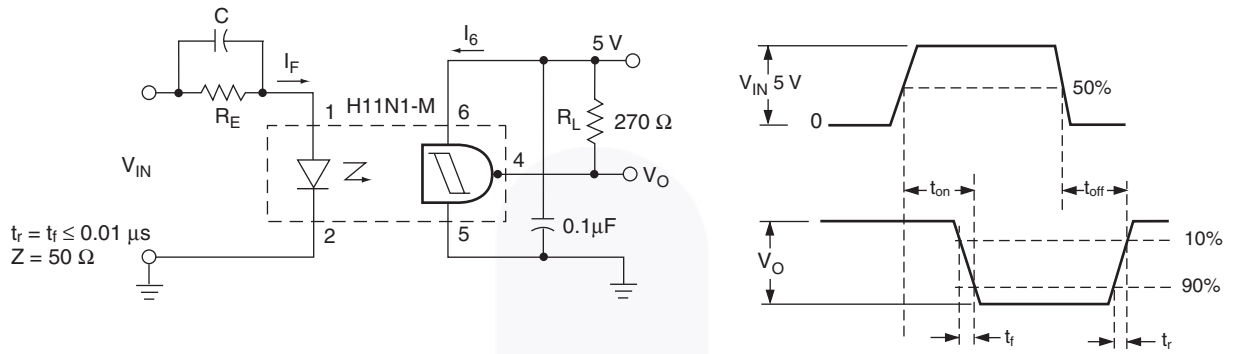 C
I_F
R_E
V_IN
t_r = t_f ≤ 0.01 μs
Z = 50 Ω
H11N1-M
1
2
I_6
6
5 V
R_L
270 Ω
4
V_O
5
0.1μF
V_IN 5 V
0
50%
t_on
t_off
V_O
10%
90%
t_f
t_r